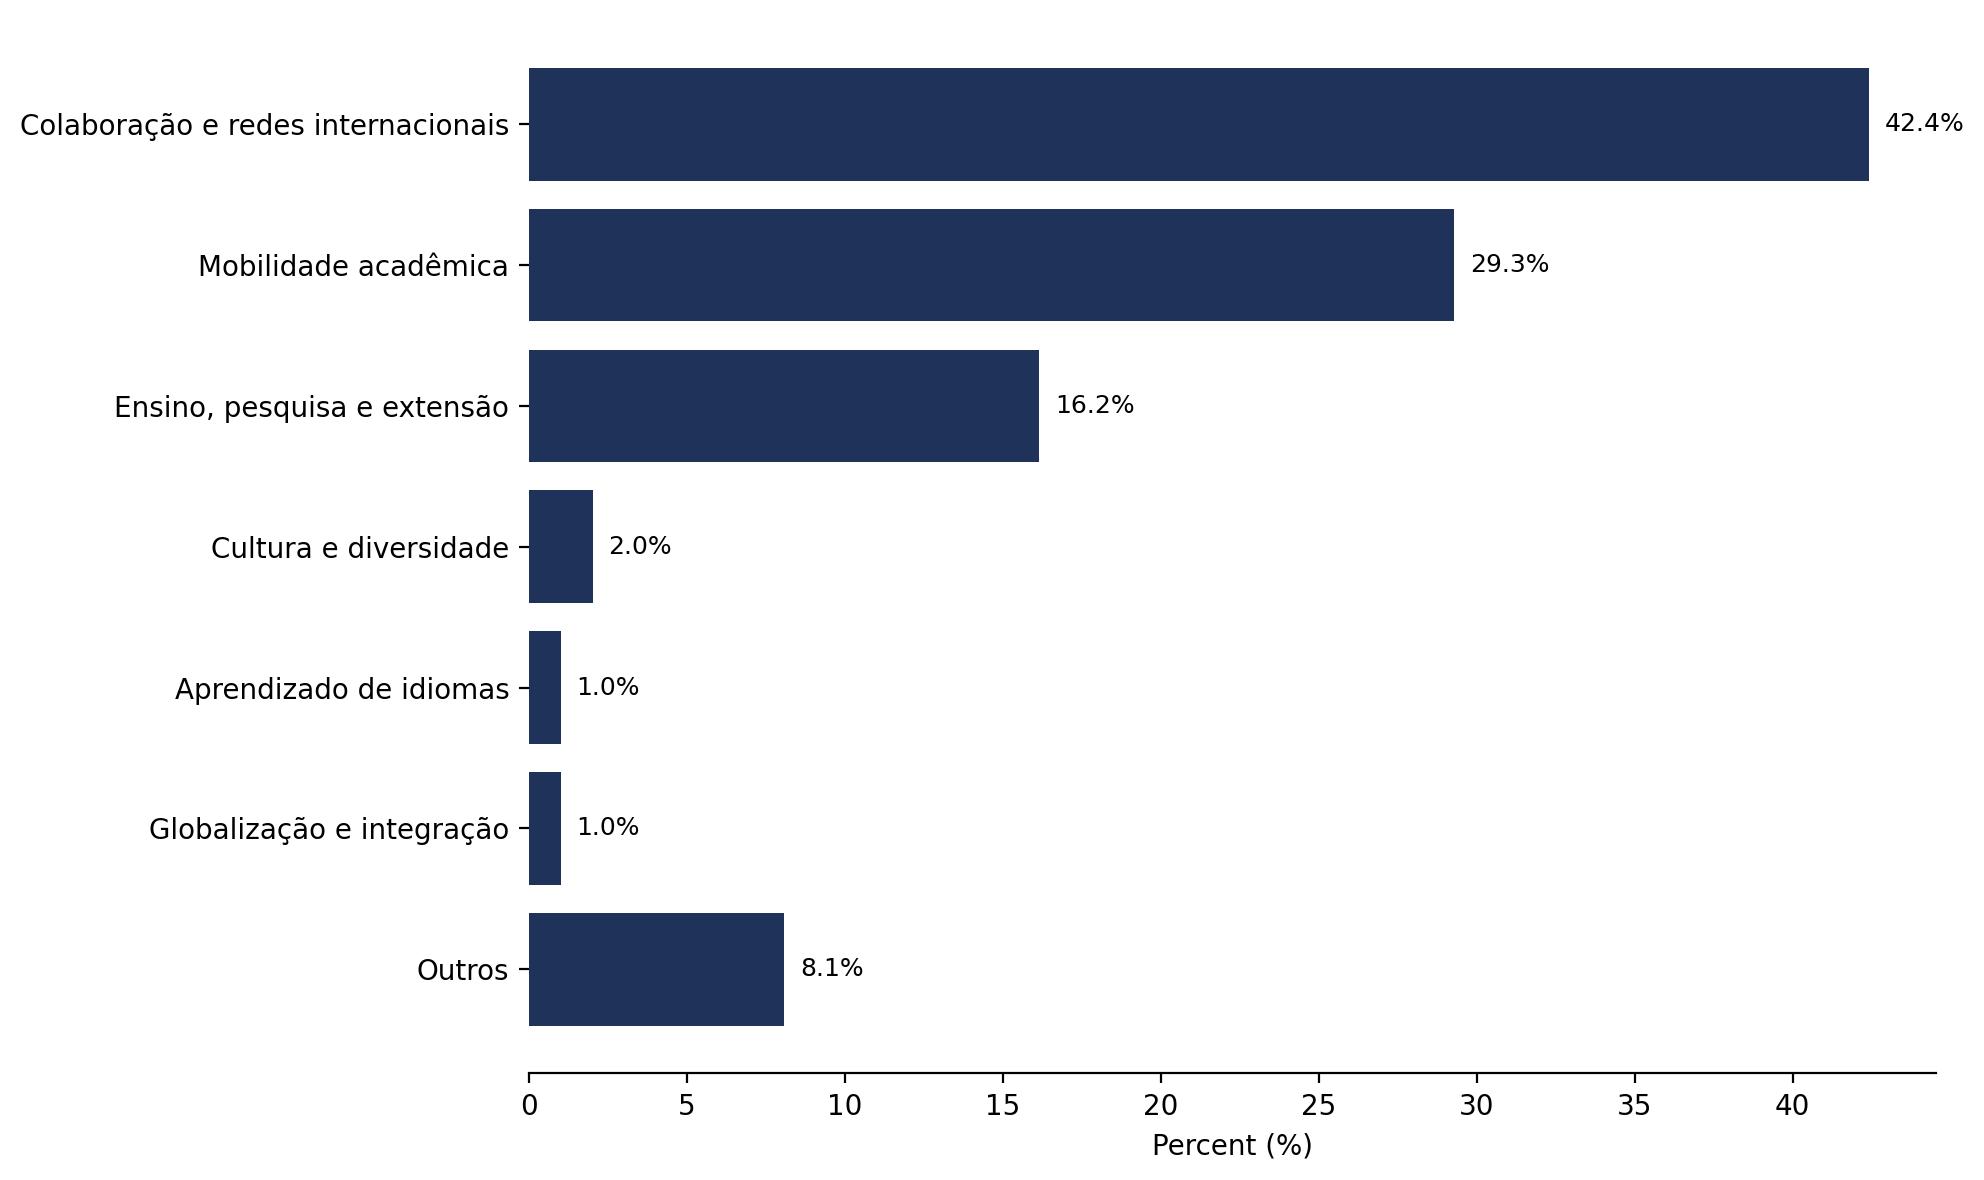 Colaboração e redes internacionais
42.4%
Mobilidade acadêmica
29.3%
Ensino, pesquisa e extensão
16.2%
Cultura e diversidade
2.0%
Aprendizado de idiomas
1.0%
Globalização e integração
1.0%
Outros
8.1%
0 5 10 15 20 25 30 35 40
Percent (%)